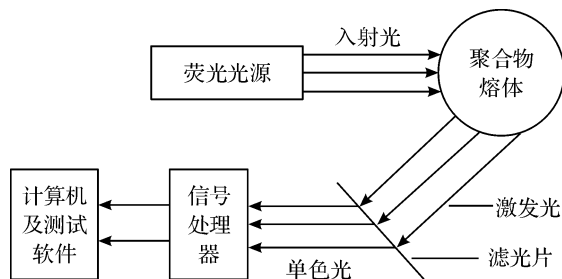 入射光
荧光光源
聚合物
熔体
计算机
及测试
软件
信号
处理
器
激发光
滤光片
单色光